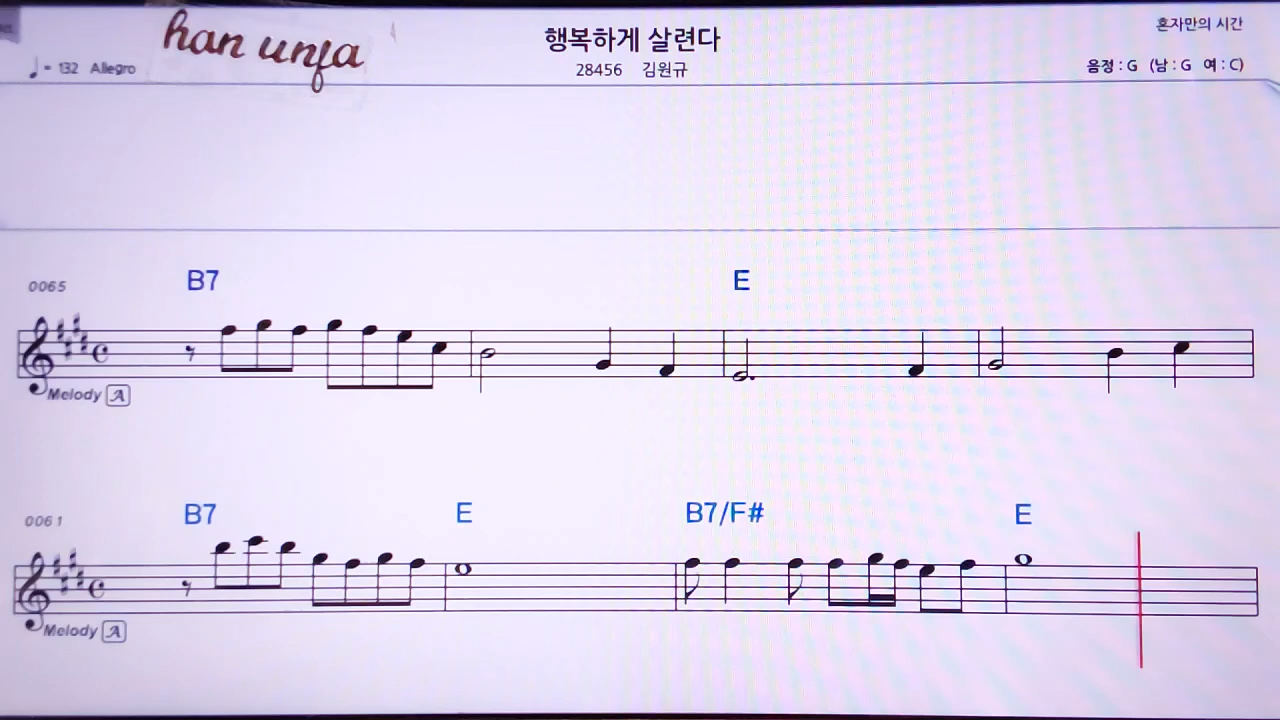 han unfa
행복하게 살련다
혼자만의 시간
♩= 132 Allegro
28456 김원규
음정 : G (남 : G 여 : C)
0065
B7 E
Melody A
0061
B7 E B7/F# E
Melody A